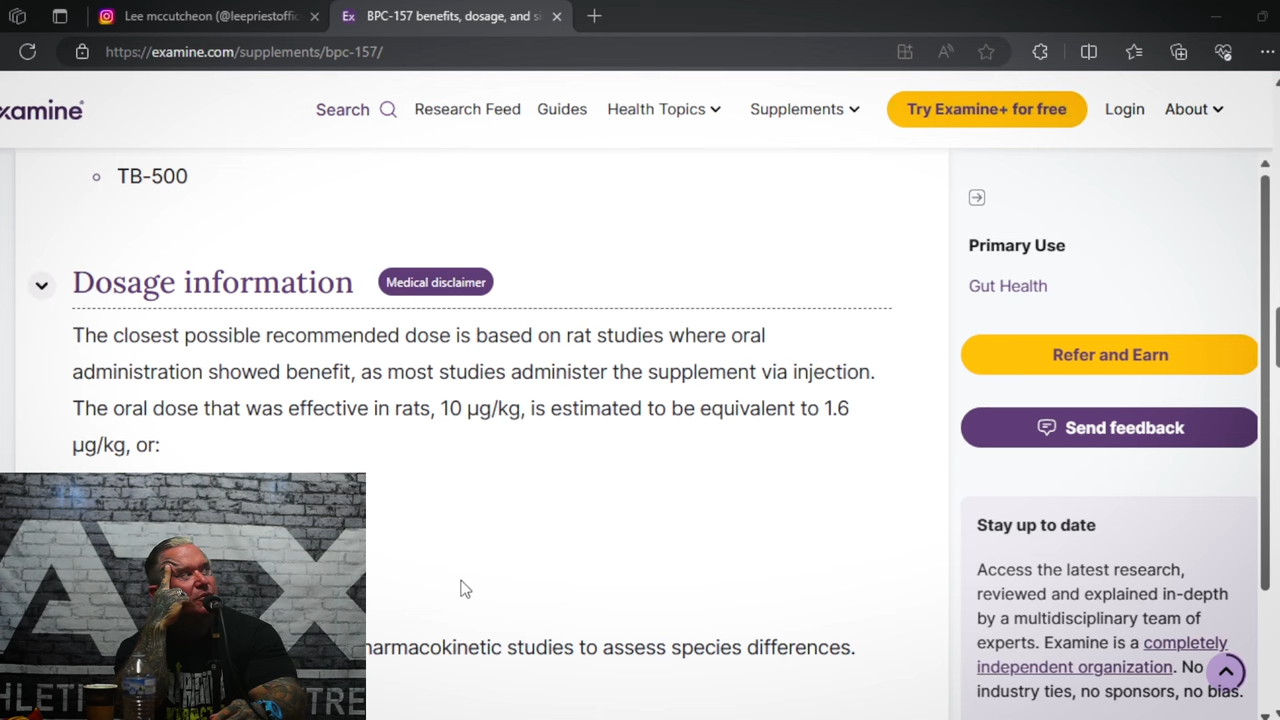 Lee mccutcheon (@leepriestoffic
Ex BPC-157 benefits, dosage, and si
https://examine.com/supplements/bpc-157/
xamine
Search
Research Feed
Guides
Health Topics
Supplements
Try Examine+ for free
Login
About
TB-500
Dosage information
Medical disclaimer
The closest possible recommended dose is based on rat studies where oral
administration showed benefit, as most studies administer the supplement via injection.
The oral dose that was effective in rats, 10 μg/kg, is estimated to be equivalent to 1.6
μg/kg, or:
harmacokinetic studies to assess species differences.
Primary Use
Gut Health
Refer and Earn
Send feedback
Stay up to date
Access the latest research,
reviewed and explained in-depth
by a multidisciplinary team of
experts. Examine is a completely
independent organization. No
industry ties, no sponsors, no bias.
HLETI
TRE